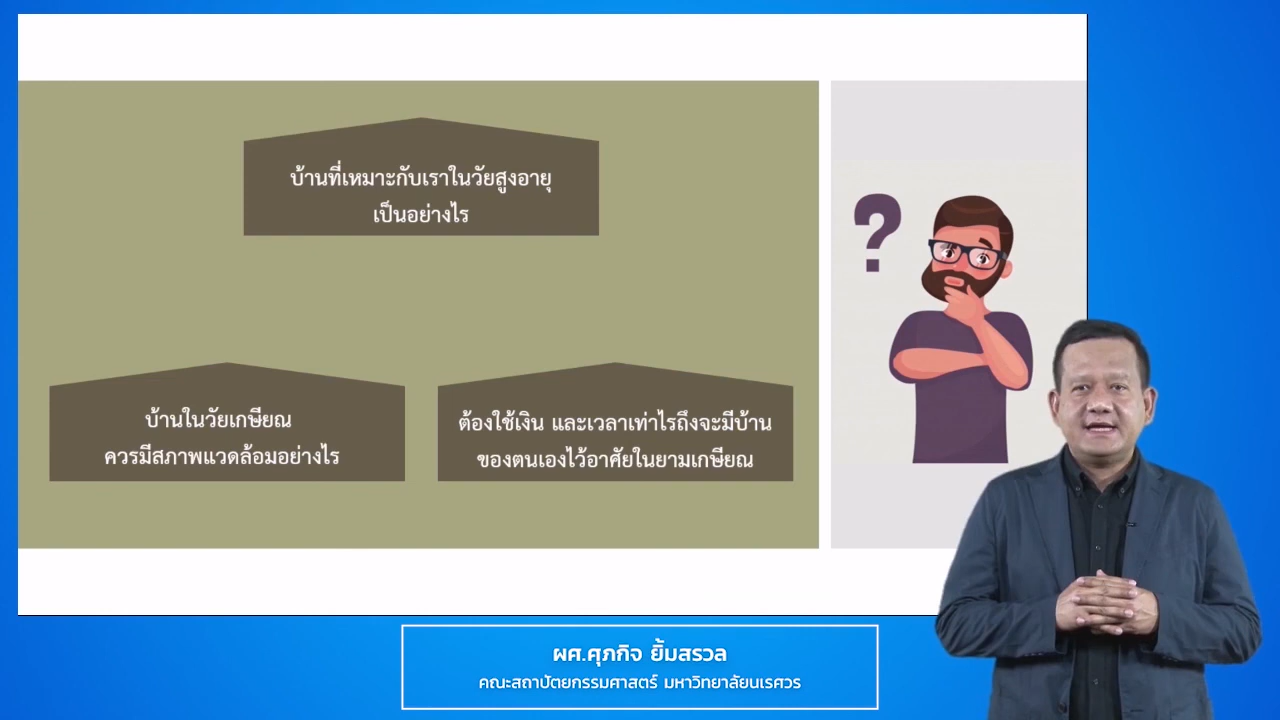 บ้านที่เหมาะกับเราในวัยสูงอายุ
เป็นอย่างไร
?
บ้านในวัยเกษียณ
ควรมีสภาพแวดล้อมอย่างไร
ต้องใช้เงิน และเวลาเท่าไรถึงจะมีบ้าน
ของตนเองไว้อาศัยในยามเกษียณ
ผศ.ศุภกิจ ยิ้มสรวล
คณะสถาปัตยกรรมศาสตร์ มหาวิทยาลัยนเรศวร